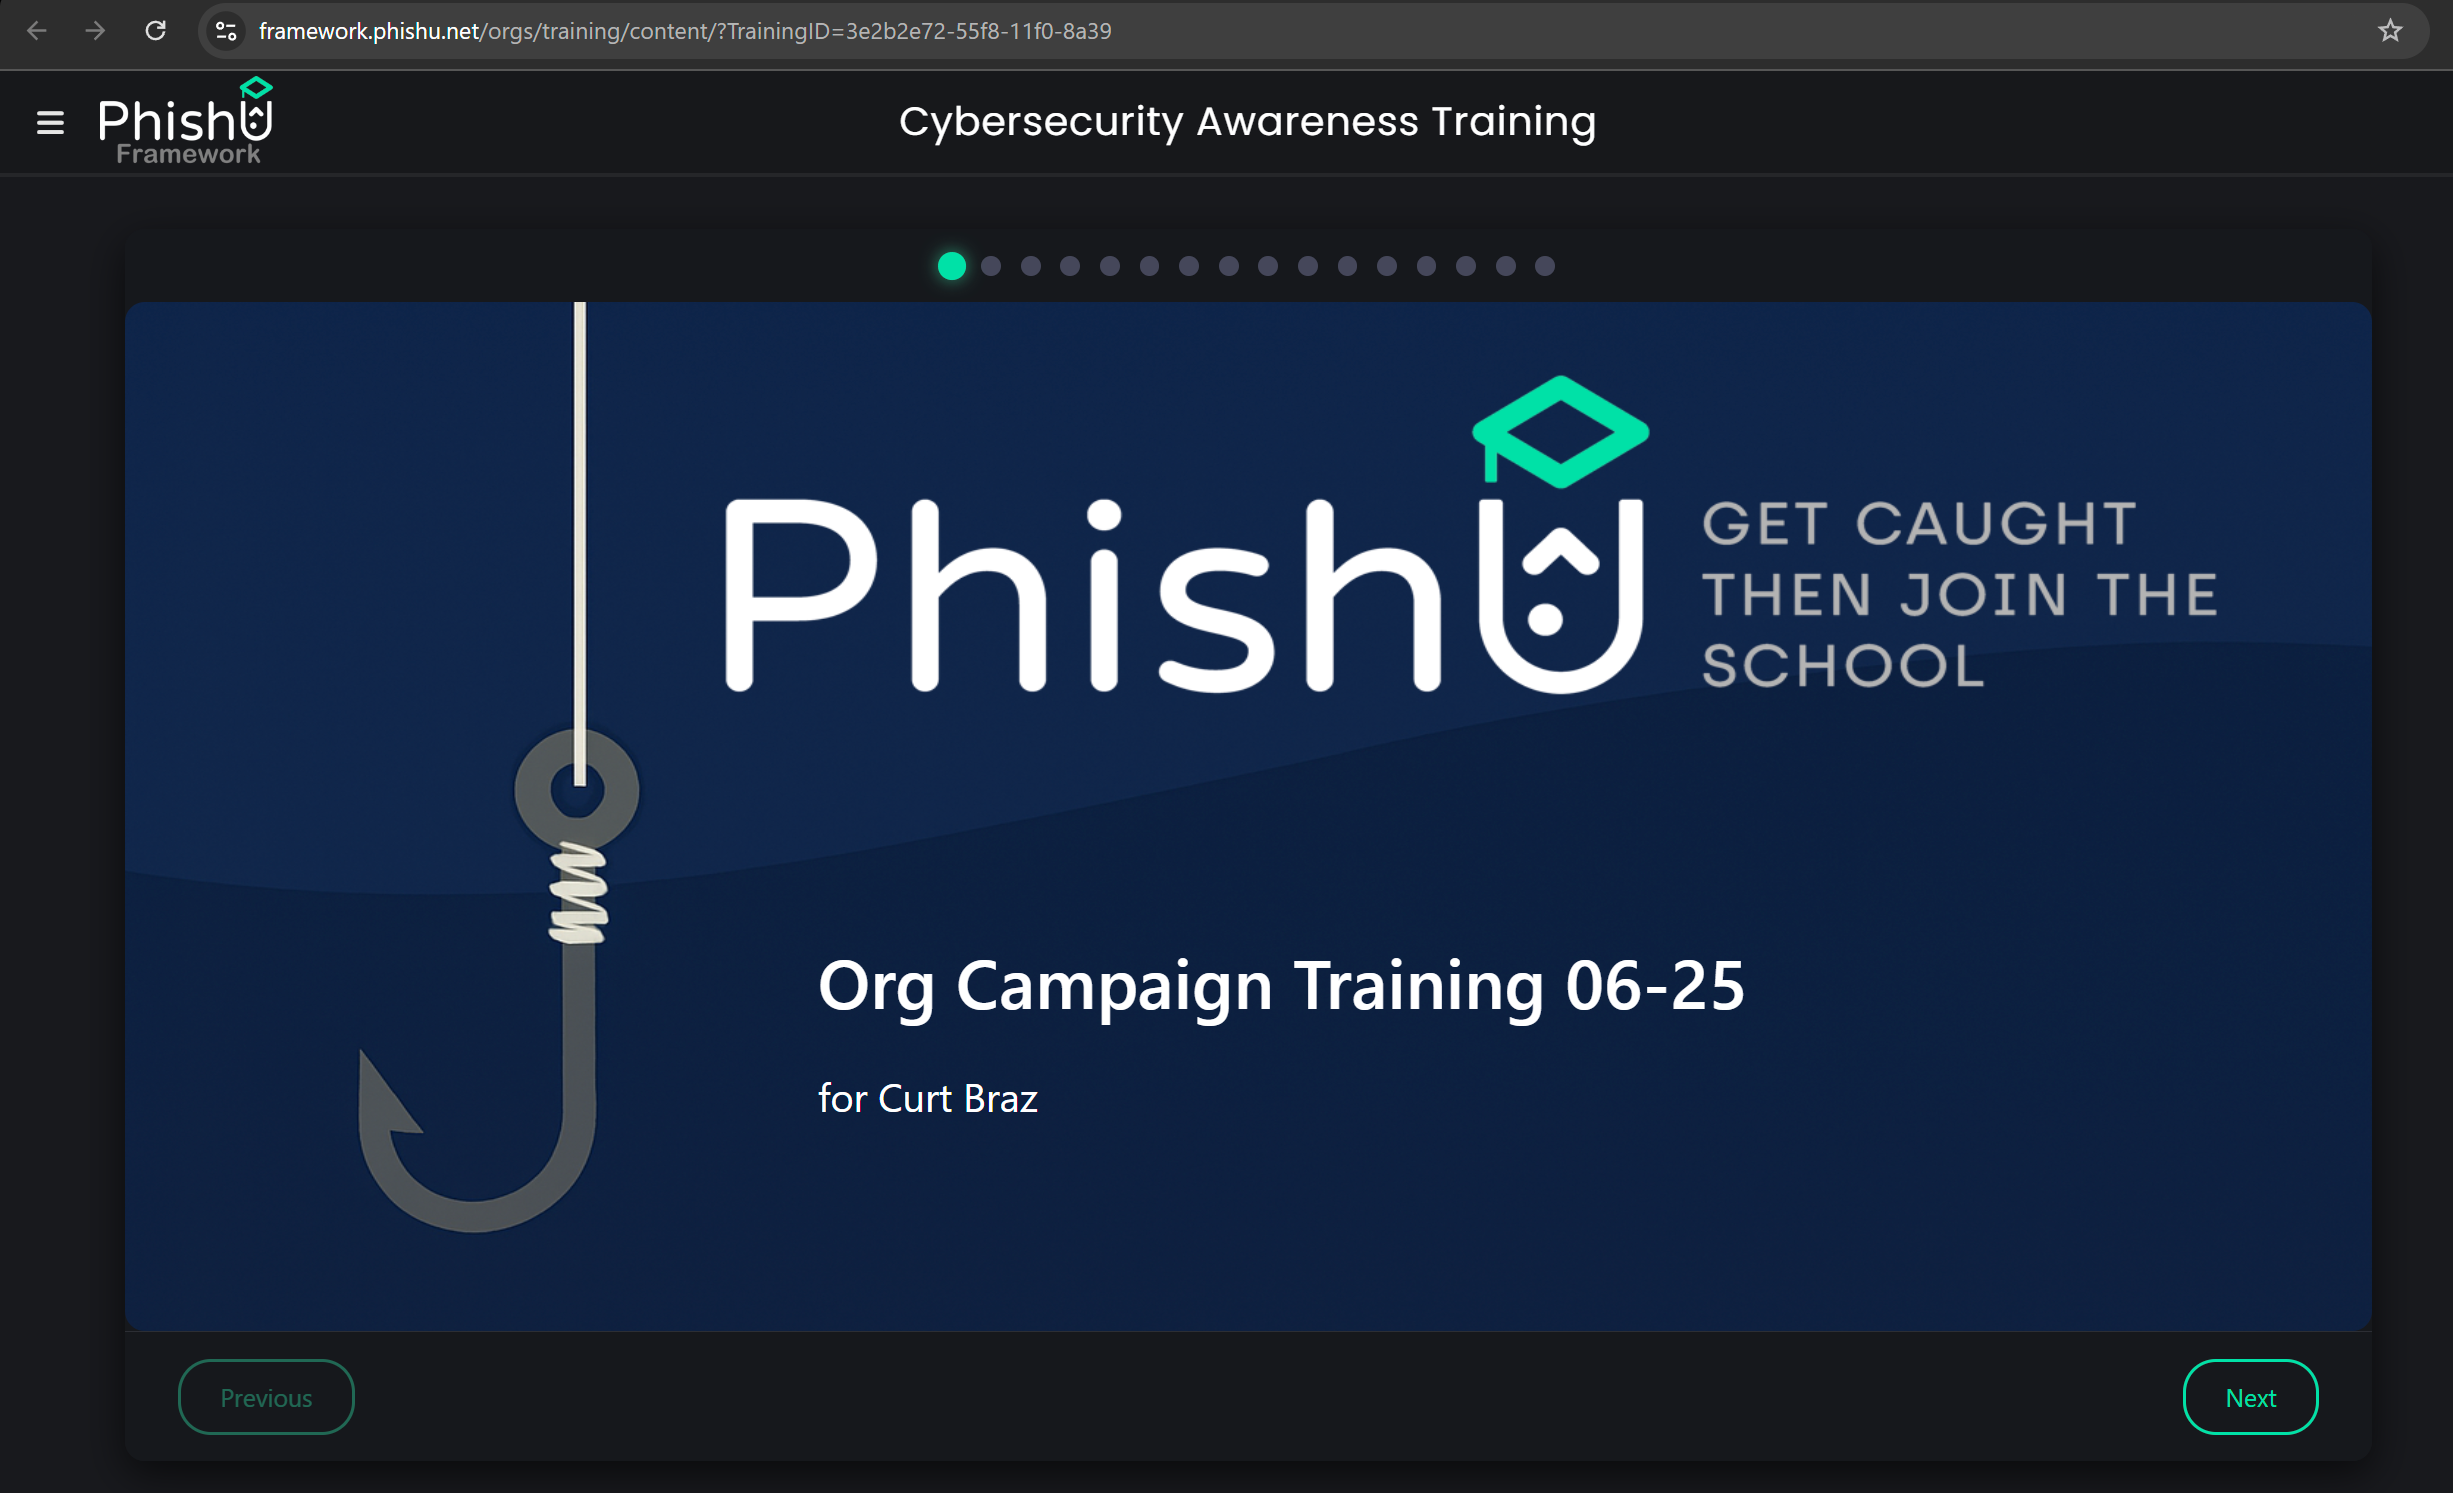 framework.phishu.net/orgs/training/content/?TrainingID=3e2b2e72-55f8-11f0-8a39
PhishU
Framework
Cybersecurity Awareness Training
PhishU
GET CAUGHT
THEN JOIN THE
SCHOOL
Org Campaign Training 06-25
for Curt Braz
Previous
Next